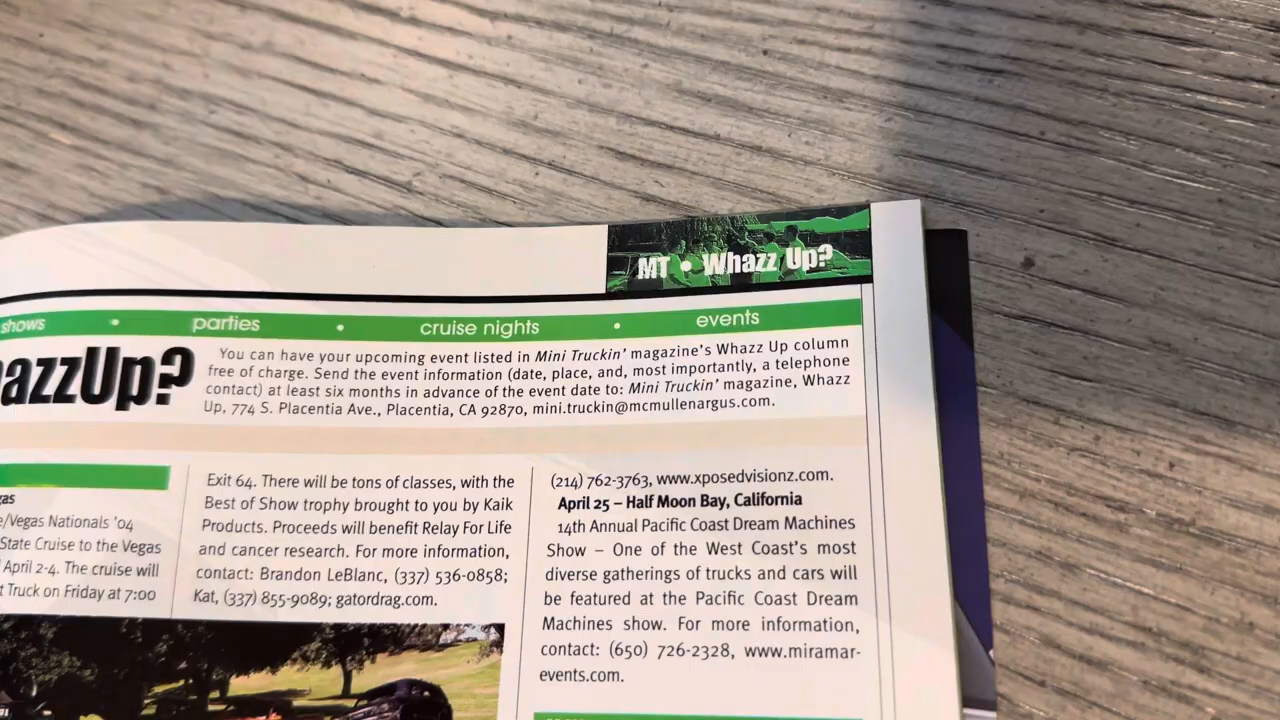 MT • Whazz Up?
shows • parties • cruise nights • events
azzUp?
You can have your upcoming event listed in Mini Truckin' magazine's Whazz Up column
free of charge. Send the event information (date, place, and, most importantly, a telephone
contact) at least six months in advance of the event date to: Mini Truckin' magazine, Whazz
Up, 774 S. Placentia Ave., Placentia, CA 92870, mini.truckin@mcmullenargus.com.
gas
e/Vegas Nationals '04
State Cruise to the Vegas
April 2-4. The cruise will
t Truck on Friday at 7:00
Exit 64. There will be tons of classes, with the
Best of Show trophy brought to you by Kaik
Products. Proceeds will benefit Relay For Life
and cancer research. For more information,
contact: Brandon LeBlanc, (337) 536-0858;
Kat, (337) 855-9089; gatordrag.com.
(214) 762-3763, www.xposedvisionz.com.
April 25 – Half Moon Bay, California
14th Annual Pacific Coast Dream Machines
Show – One of the West Coast's most
diverse gatherings of trucks and cars will
be featured at the Pacific Coast Dream
Machines show. For more information,
contact: (650) 726-2328, www.miramar-
events.com.